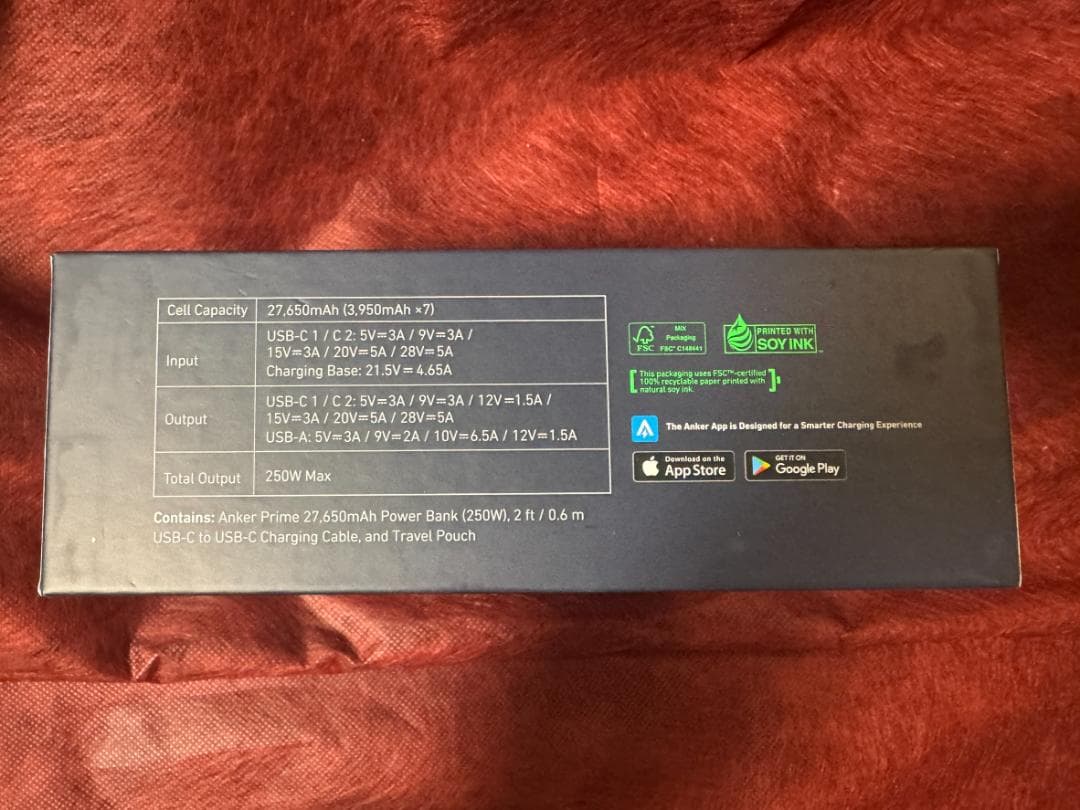 Cell Capacity 27,650mAh (3,950mAh ×7)
Input
USB-C 1 / C 2: 5V⎓3A / 9V⎓3A /
15V⎓3A / 20V⎓5A / 28V⎓5A
Charging Base: 21.5V⎓ 4.65A
Output
USB-C 1 / C 2: 5V⎓3A / 9V⎓3A / 12V⎓1.5A /
15V⎓3A / 20V⎓5A / 28V⎓5A
USB-A: 5V⎓3A / 9V⎓2A / 10V⎓6.5A / 12V⎓1.5A
Total Output 250W Max
Contains: Anker Prime 27,650mAh Power Bank (250W), 2 ft / 0.6 m
USB-C to USB-C Charging Cable, and Travel Pouch
FSC
MIX
Packaging
FSC® C148441
PRINTED WITH
SOY INK™
This packaging uses FSC™-certified
100% recyclable paper printed with
natural soy ink.
The Anker App is Designed for a Smarter Charging Experience
Download on the
App Store
GET IT ON
Google Play